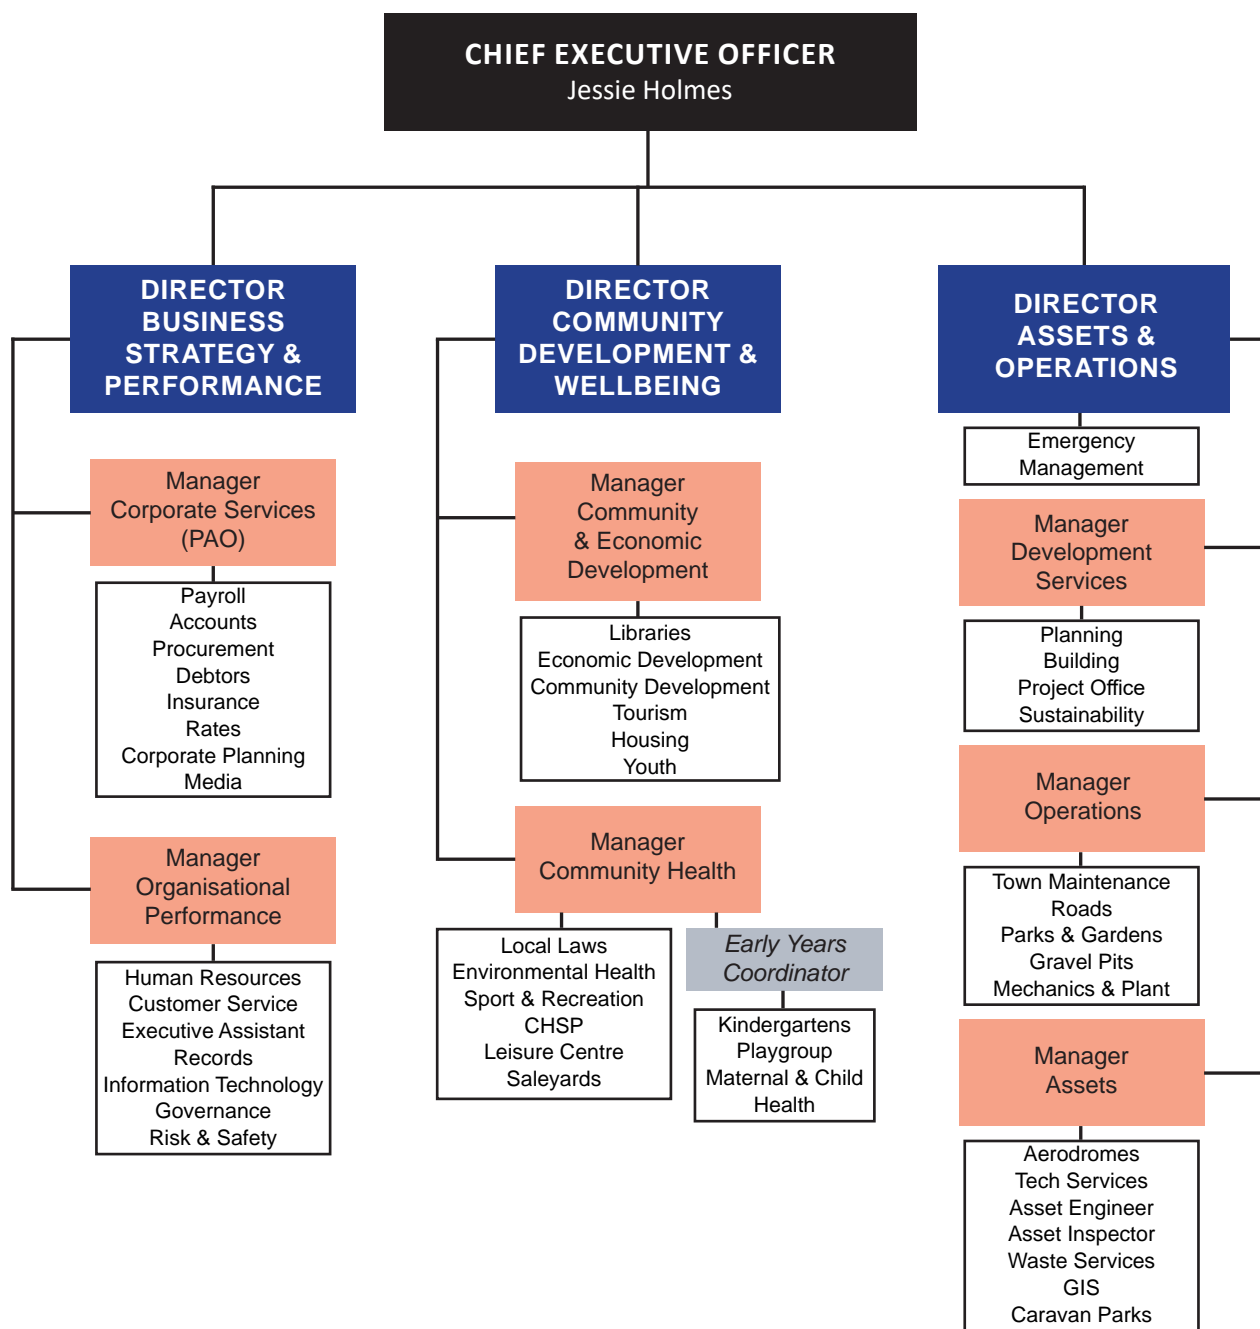 CHIEF EXECUTIVE OFFICER
Jessie Holmes
DIRECTOR
BUSINESS
STRATEGY &
PERFORMANCE
Manager
Corporate Services
(PAO)
Payroll
Accounts
Procurement
Debtors
Insurance
Rates
Corporate Planning
Media
Manager
Organisational
Performance
Human Resources
Customer Service
Executive Assistant
Records
Information Technology
Governance
Risk & Safety
DIRECTOR
COMMUNITY
DEVELOPMENT &
WELLBEING
Manager
Community
& Economic
Development
Libraries
Economic Development
Community Development
Tourism
Housing
Youth
Manager
Community Health
Local Laws
Environmental Health
Sport & Recreation
CHSP
Leisure Centre
Saleyards
Early Years
Coordinator
Kindergartens
Playgroup
Maternal & Child
Health
DIRECTOR
ASSETS &
OPERATIONS
Emergency
Management
Manager
Development
Services
Planning
Building
Project Office
Sustainability
Manager
Operations
Town Maintenance
Roads
Parks & Gardens
Gravel Pits
Mechanics & Plant
Manager
Assets
Aerodromes
Tech Services
Asset Engineer
Asset Inspector
Waste Services
GIS
Caravan Parks